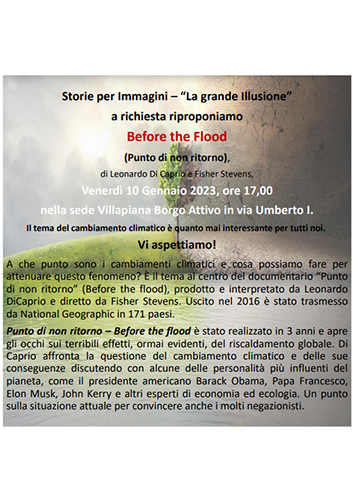 Storie per Immagini – “La grande Illusione”
a richiesta riproponiamo
Before the Flood
(Punto di non ritorno),
di Leonardo Di Caprio e Fisher Stevens,
Venerdì 10 Gennaio 2023, ore 17,00
nella sede Villapiana Borgo Attivo in via Umberto I.
Il tema del cambiamento climatico è quanto mai interessante per tutti noi.
Vi aspettiamo!
A che punto sono i cambiamenti climatici e cosa possiamo fare per
attenuare questo fenomeno? È il tema al centro del documentario “Punto
di non ritorno” (Before the flood), prodotto e interpretato da Leonardo
DiCaprio e diretto da Fisher Stevens. Uscito nel 2016 è stato trasmesso
da National Geographic in 171 paesi.
Punto di non ritorno – Before the flood è stato realizzato in 3 anni e apre
gli occhi sui terribili effetti, ormai evidenti, del riscaldamento globale. Di
Caprio affronta la questione del cambiamento climatico e delle sue
conseguenze discutendo con alcune delle personalità più influenti del
pianeta, come il presidente americano Barack Obama, Papa Francesco,
Elon Musk, John Kerry e altri esperti di economia ed ecologia. Un punto
sulla situazione attuale per convincere anche i molti negazionisti.